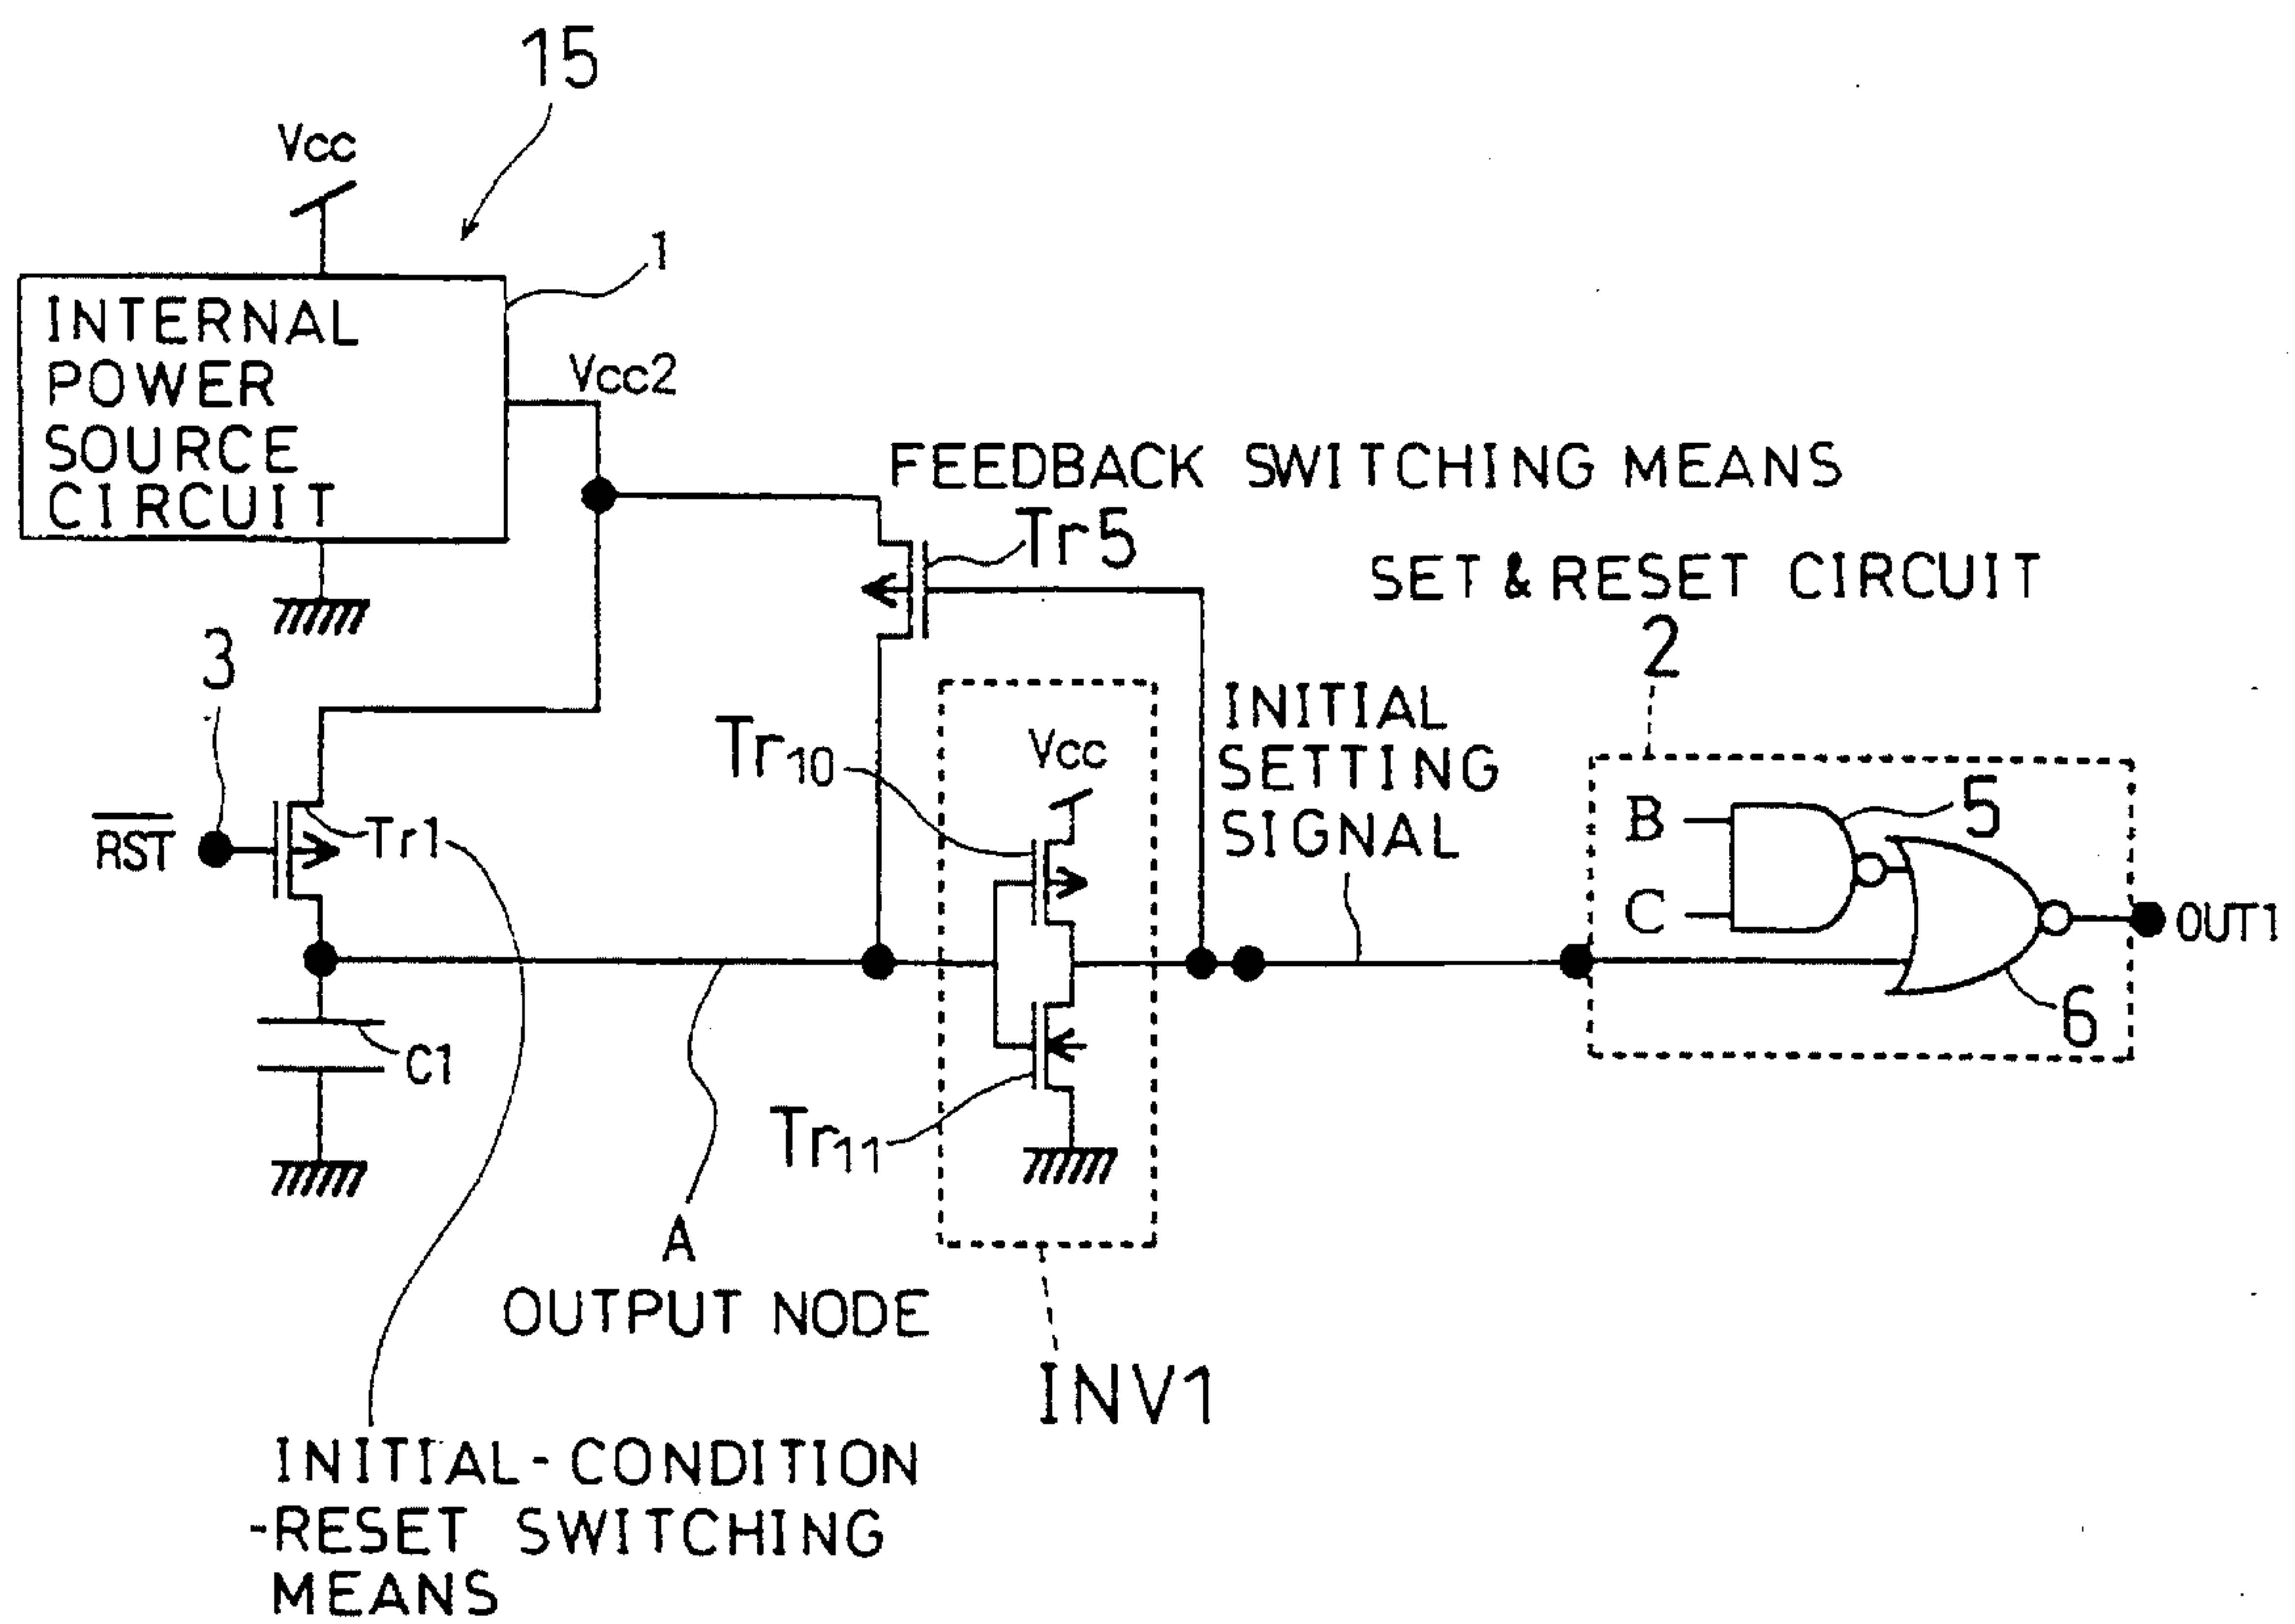 15
Vcc
1
INTERNAL
POWER
SOURCE
CIRCUIT
Vcc2
FEEDBACK SWITCHING MEANS
Tr5
SET & RESET CIRCUIT
2
3
INITIAL
SETTING
SIGNAL
Tr10
Vcc
RST
Tr1
B
C
5
OUT1
6
C1
Tr11
A
OUTPUT NODE
INV1
INITIAL-CONDITION
-RESET SWITCHING
MEANS